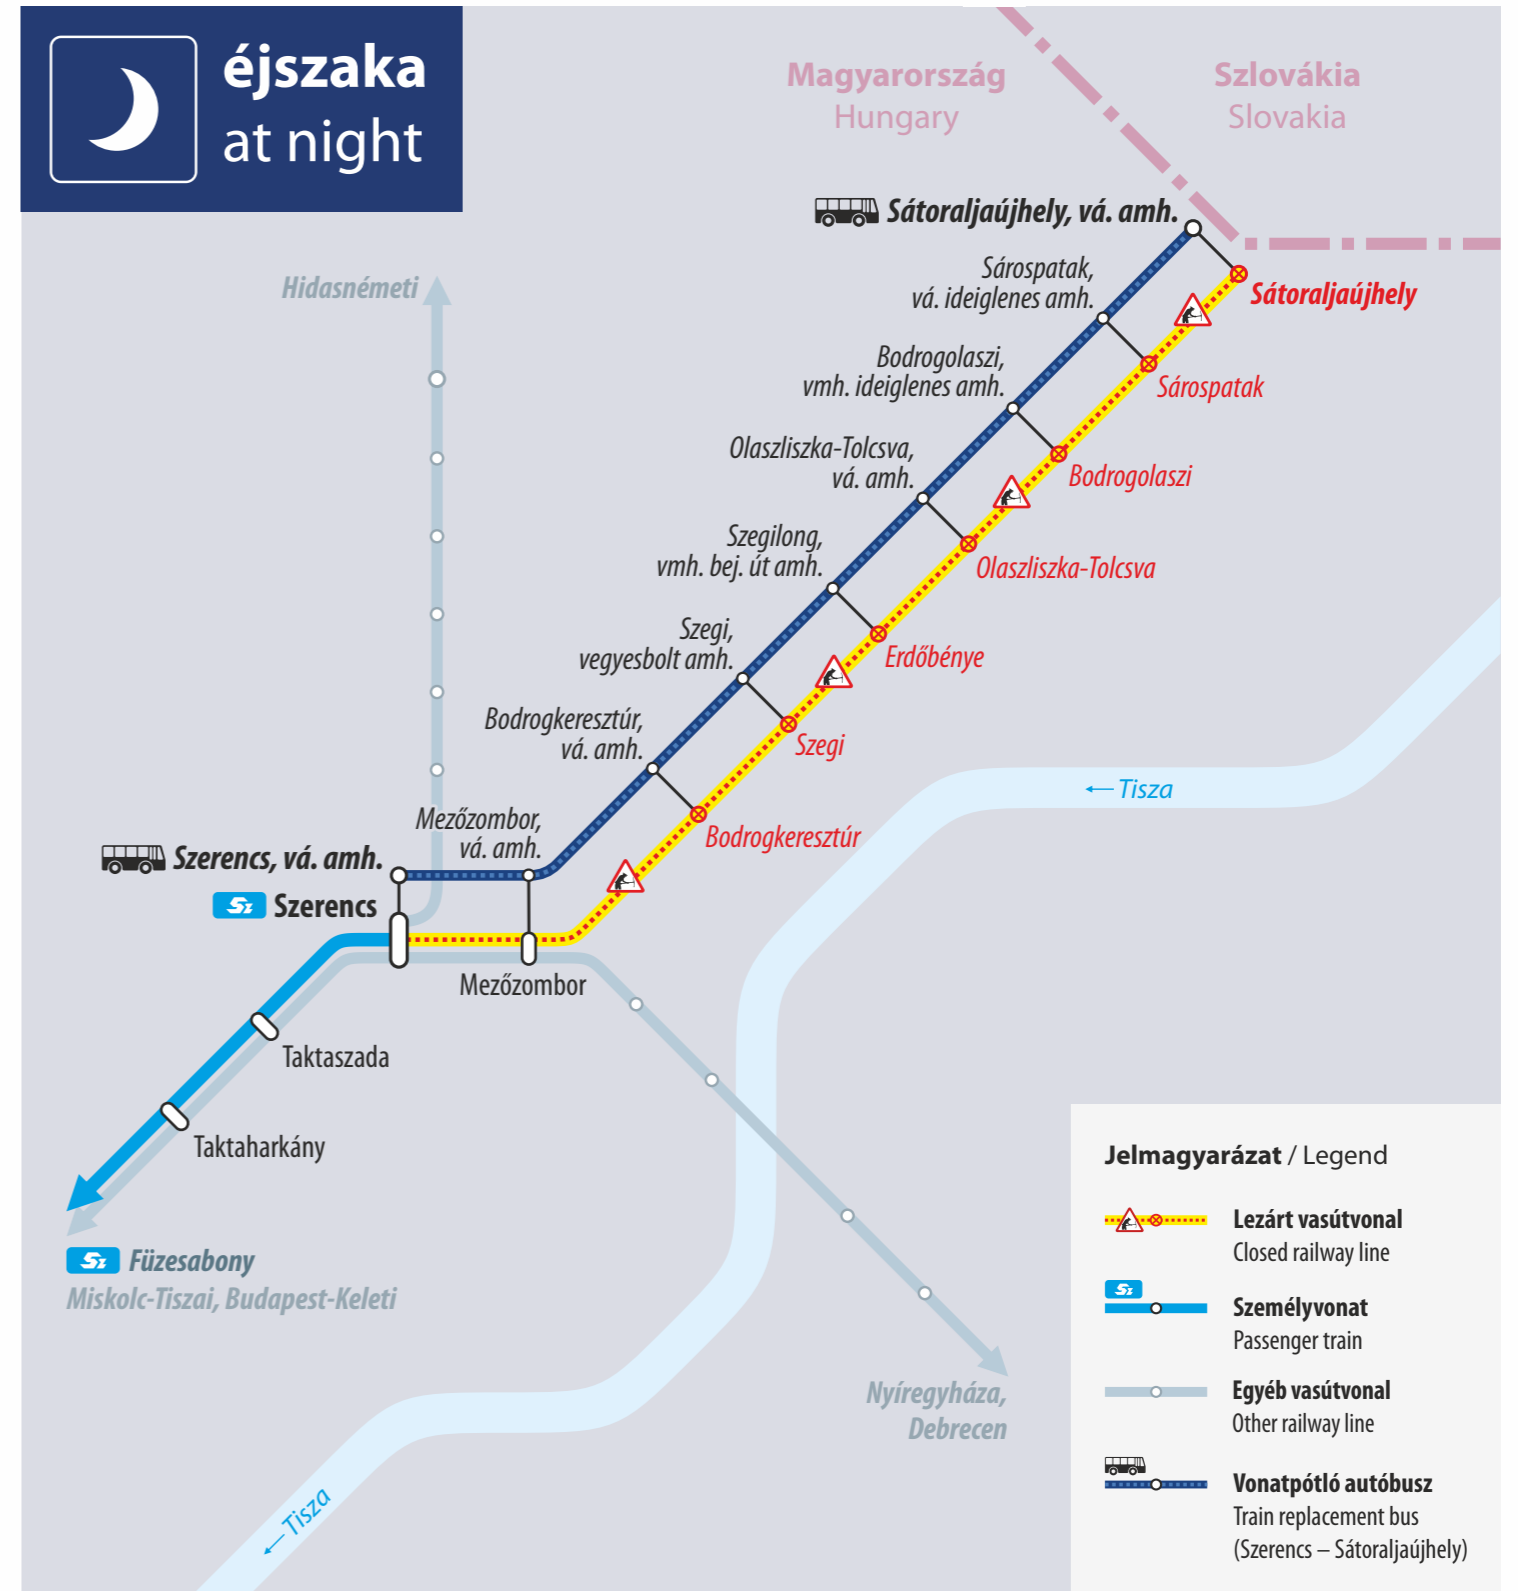 éjszaka
at night
Magyarország
Hungary
Szlovákia
Slovakia
Sátoraljaújhely, vá. amh.
Sátoraljaújhely
Hidasnémeti
Sárospatak,
vá. ideiglenes amh.
Sárospatak
Bodrogolaszi,
vmh. ideiglenes amh.
Bodrogolaszi
Olaszliszka-Tolcsva,
vá. amh.
Olaszliszka-Tolcsva
Szegilong,
vmh. bej. út amh.
Erdőbénye
Szegi,
vegyesbolt amh.
Szegi
Bodrogkeresztúr,
vá. amh.
Bodrogkeresztúr
← Tisza
Mezőzombor,
vá. amh.
Szerencs, vá. amh.
Sz Szerencs
Mezőzombor
Taktaszada
Taktaharkány
Sz Füzesabony
Miskolc-Tiszai, Budapest-Keleti
Nyíregyháza,
Debrecen
← Tisza
Jelmagyarázat / Legend
Lezárt vasútvonal
Closed railway line
Sz
Személyvonat
Passenger train
Egyéb vasútvonal
Other railway line
Vonatpótló autóbusz
Train replacement bus
(Szerencs – Sátoraljaújhely)